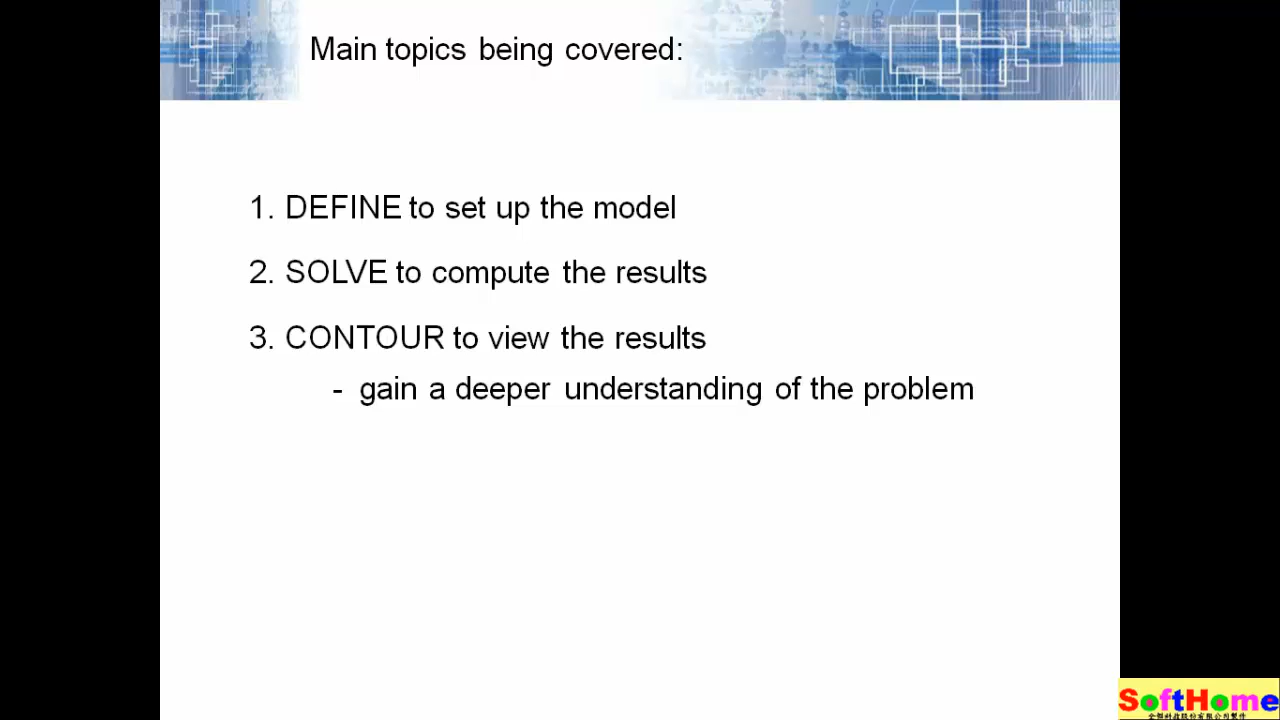 Main topics being covered:
1. DEFINE to set up the model
2. SOLVE to compute the results
3. CONTOUR to view the results
- gain a deeper understanding of the problem
SoftHome